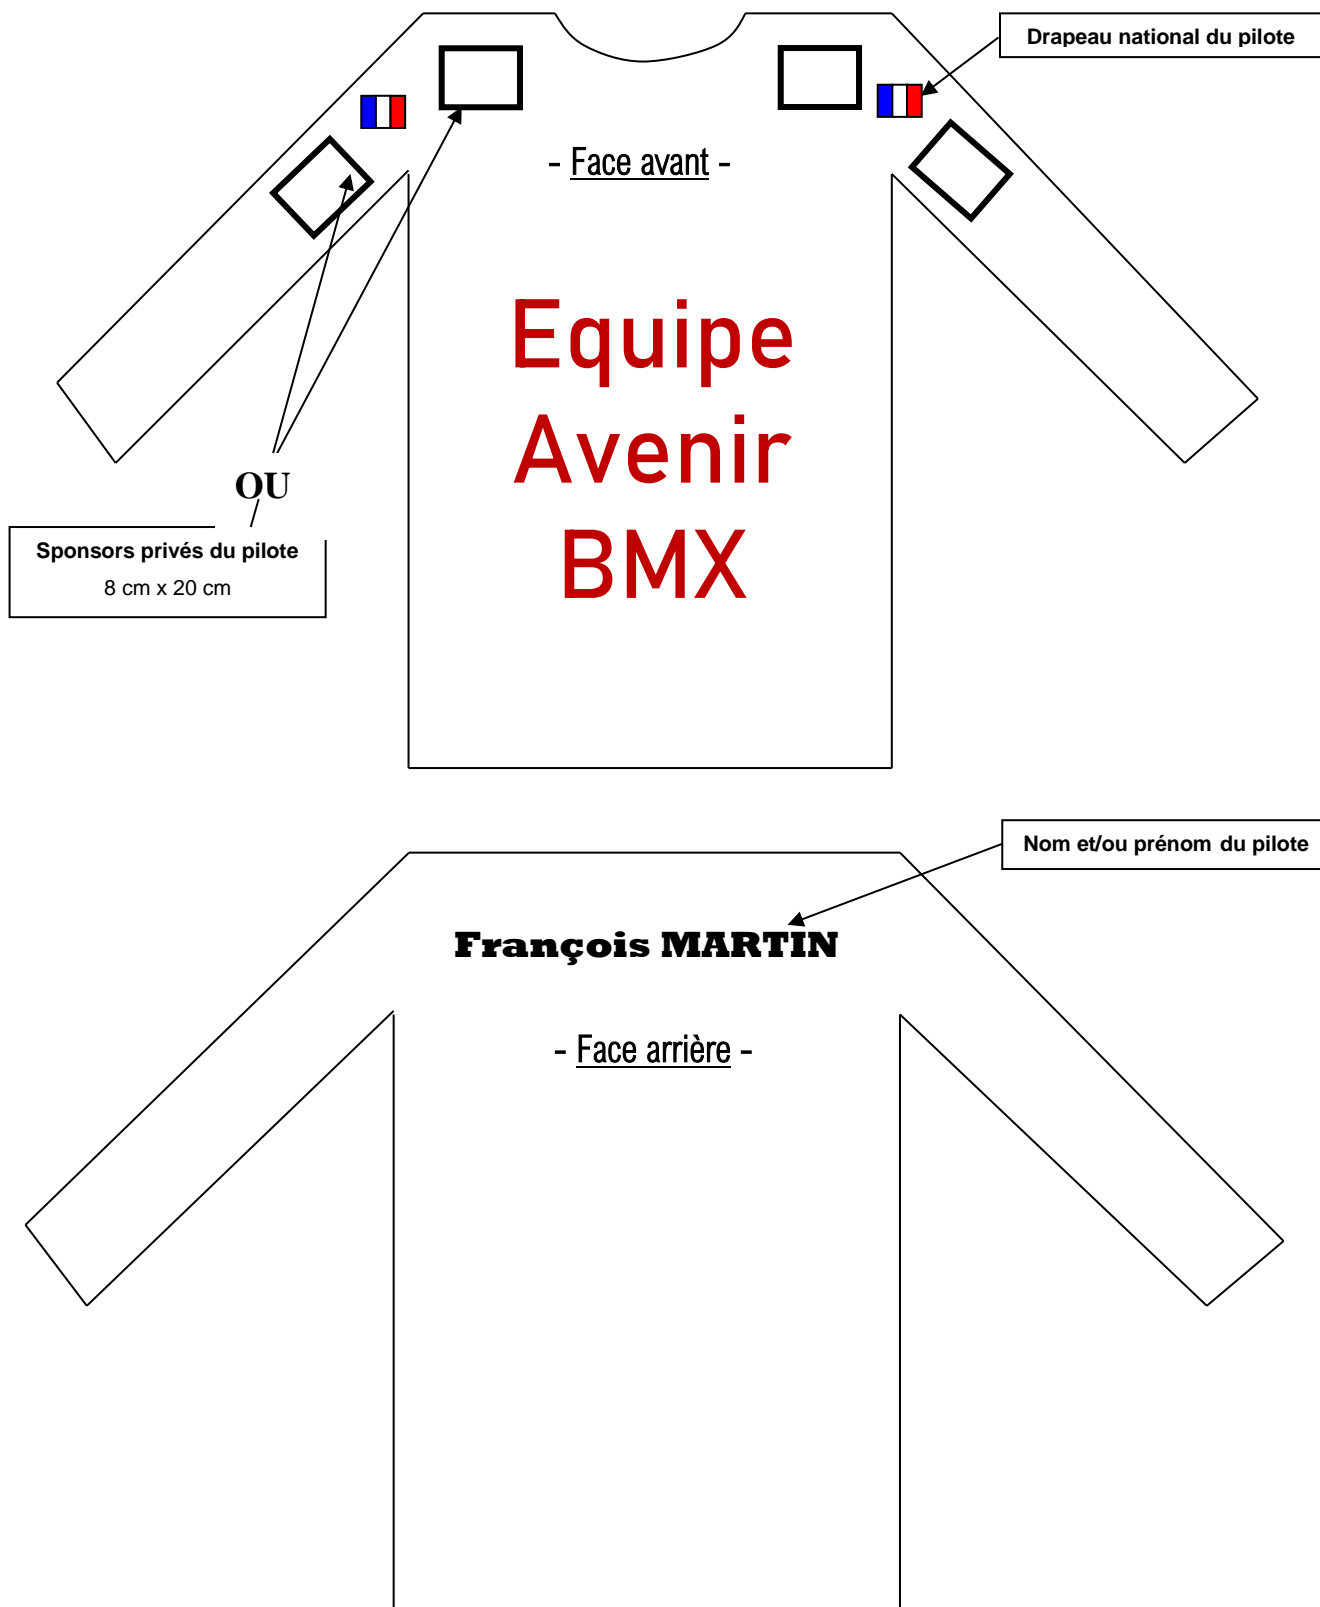 Drapeau national du pilote
- Face avant -
Equipe
Avenir
BMX
OU
Sponsors privés du pilote
8 cm x 20 cm
Nom et/ou prénom du pilote
François MARTIN
- Face arrière -